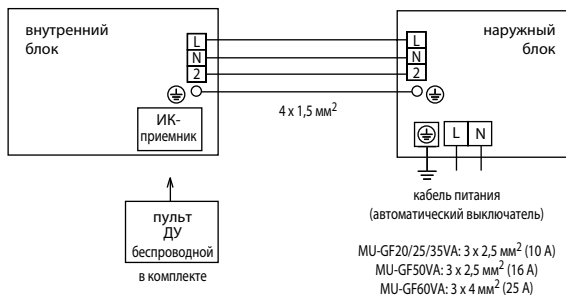 внутренний
блок
L
N
2
ИК-
приемник
4 x 1,5 мм²
наружный
блок
L
N
2
L N
пульт
ДУ
беспроводной
в комплекте
кабель питания
(автоматический выключатель)
MU-GF20/25/35VA: 3 x 2,5 мм² (10 А)
MU-GF50VA: 3 x 2,5 мм² (16 А)
MU-GF60VA: 3 x 4 мм² (25 А)